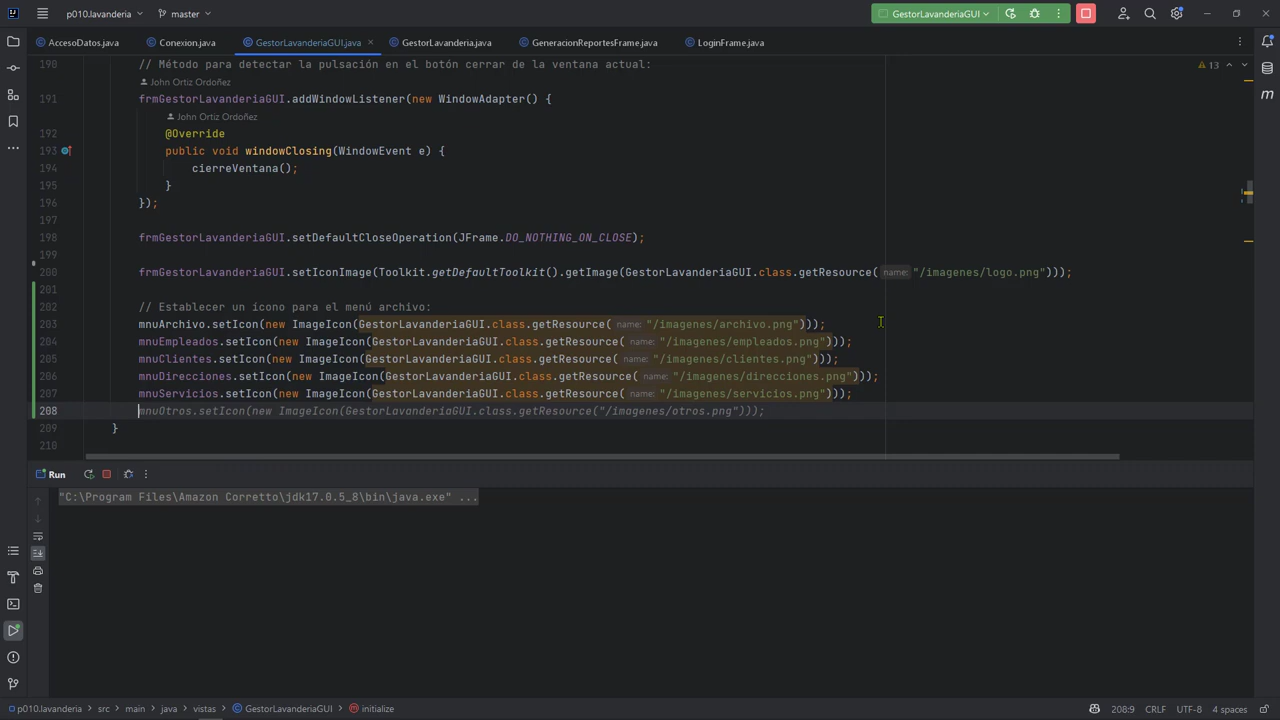 p010.lavanderia
master
GestorLavanderiaGUI
AccesoDatos.java
Conexion.java
GestorLavanderiaGUI.java
GestorLavanderia.java
GeneracionReportesFrame.java
LoginFrame.java
13
190 // Método para detectar la pulsación en el botón cerrar de la ventana actual:
John Ortiz Ordoñez
191 frmGestorLavanderiaGUI.addWindowListener(new WindowAdapter() {
John Ortiz Ordoñez
192 @Override
193 public void windowClosing(WindowEvent e) {
194 cierreVentana();
195 }
196 });
197
198 frmGestorLavanderiaGUI.setDefaultCloseOperation(JFrame.DO_NOTHING_ON_CLOSE);
199
200 frmGestorLavanderiaGUI.setIconImage(Toolkit.getDefaultToolkit().getImage(GestorLavanderiaGUI.class.getResource( name: "/imagenes/logo.png")));
201
202 // Establecer un ícono para el menú archivo:
203 mnuArchivo.setIcon(new ImageIcon(GestorLavanderiaGUI.class.getResource( name: "/imagenes/archivo.png")));
204 mnuEmpleados.setIcon(new ImageIcon(GestorLavanderiaGUI.class.getResource( name: "/imagenes/empleados.png")));
205 mnuClientes.setIcon(new ImageIcon(GestorLavanderiaGUI.class.getResource( name: "/imagenes/clientes.png")));
206 mnuDirecciones.setIcon(new ImageIcon(GestorLavanderiaGUI.class.getResource( name: "/imagenes/direcciones.png")));
207 mnuServicios.setIcon(new ImageIcon(GestorLavanderiaGUI.class.getResource( name: "/imagenes/servicios.png")));
208 mnuOtros.setIcon(new ImageIcon(GestorLavanderiaGUI.class.getResource("/imagenes/otros.png")));
209 }
210
Run
"C:\Program Files\Amazon Corretto\jdk17.0.5_8\bin\java.exe" ...
p010.lavanderia > src > main > java > vistas > GestorLavanderiaGUI > initialize
208:9 CRLF UTF-8 4 spaces